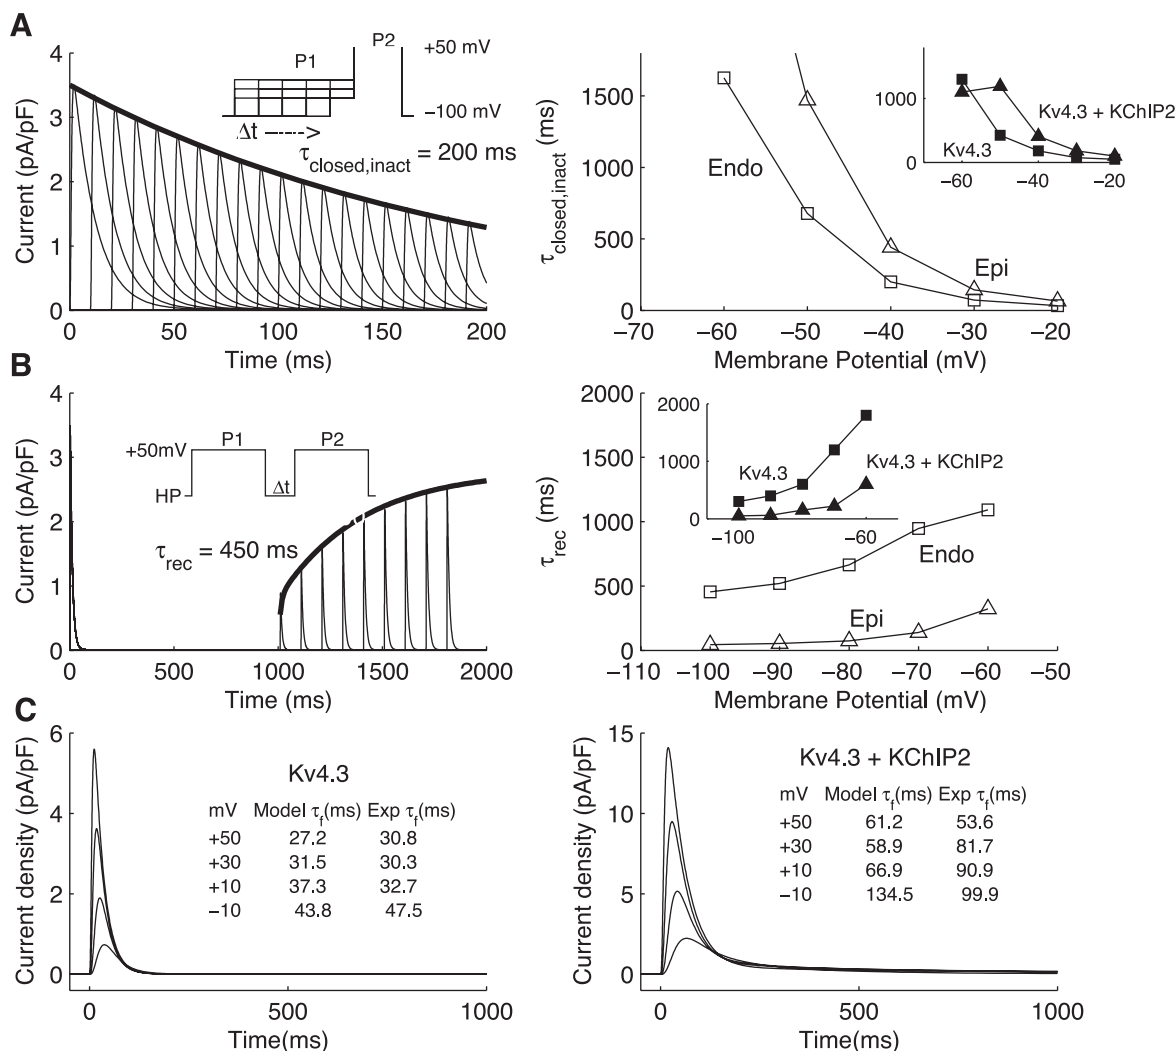 A
4
3
2
1
0
Current (pA/pF)
P1
P2
+50 mV
−100 mV
Δt
τclosed,inact = 200 ms
0
50
100
150
200
Time (ms)
1500
1000
500
0
τclosed,inact (ms)
Endo
Epi
−70
−60
−50
−40
−30
−20
Membrane Potential (mV)
1000
0
Kv4.3 + KChIP2
Kv4.3
−60
−40
−20
B
4
3
2
1
0
Current (pA/pF)
+50mV
P1
P2
HP
Δt
τrec = 450 ms
0
500
1000
1500
2000
Time (ms)
2000
1500
1000
500
0
τrec (ms)
2000
1000
0
Kv4.3
Kv4.3 + KChIP2
−100
−60
Endo
Epi
−110
−100
−90
−80
−70
−60
−50
Membrane Potential (mV)
C
6
4
2
0
Current density (pA/pF)
Kv4.3
mV Model τf(ms) Exp τf(ms)
+50 27.2 30.8
+30 31.5 30.3
+10 37.3 32.7
−10 43.8 47.5
0
500
1000
Time(ms)
15
10
5
0
Current density (pA/pF)
Kv4.3 + KChIP2
mV Model τf(ms) Exp τf(ms)
+50 61.2 53.6
+30 58.9 81.7
+10 66.9 90.9
−10 134.5 99.9
0
500
1000
Time(ms)